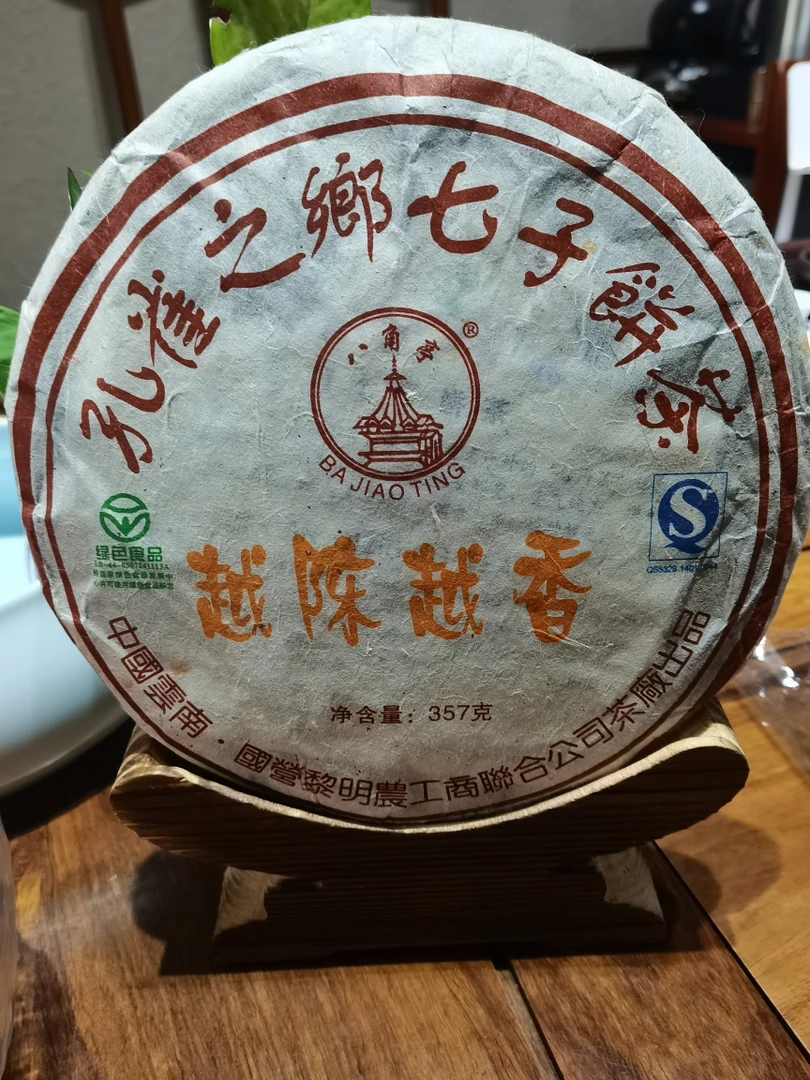 孔雀之鄉七子餅茶
八角亭
®
BA JIAO TING
绿色食品
越陈越香
净含量：357克
中國雲南·國營黎明農工商聯合公司茶廠出品